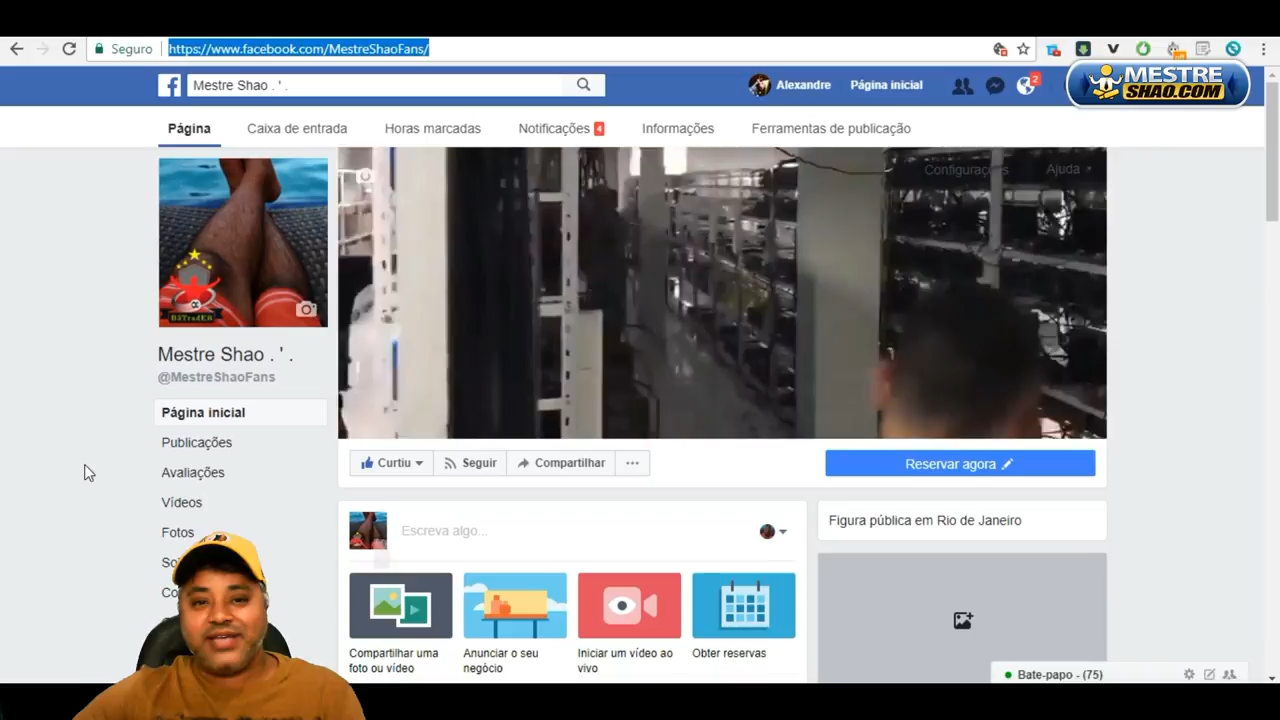 Seguro
https://www.facebook.com/MestreShaoFans/
Mestre Shao . ' .
Alexandre
Página inicial
2
MESTRE
SHAO.COM
Página
Caixa de entrada
Horas marcadas
Notificações 4
Informações
Ferramentas de publicação
Configurações
Ajuda
Mestre Shao . ' .
@MestreShaoFans
Página inicial
Publicações
Avaliações
Vídeos
Fotos
Curtiu
Seguir
Compartilhar
Reservar agora
Escreva algo...
Figura pública em Rio de Janeiro
Compartilhar uma
foto ou vídeo
Anunciar o seu
negócio
Iniciar um vídeo ao
vivo
Obter reservas
Bate-papo - (75)